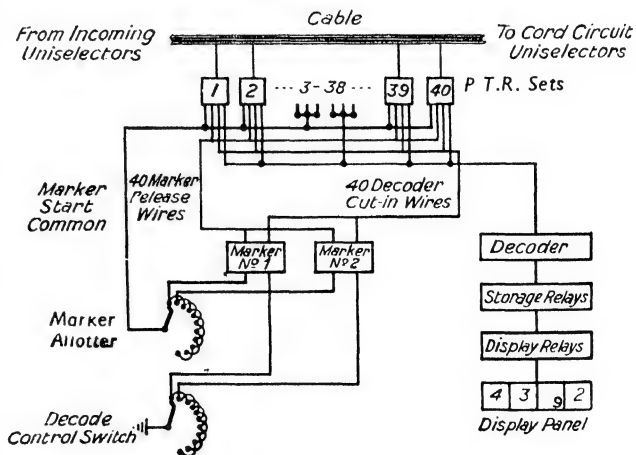 Cable
From Incoming
Uniselectors
To Cord Circuit
Uniselectors
1
2
3-38
39
40
P T.R. Sets
40 Marker
Release
Wires
40 Decoder
Cut-in Wires
Marker
Start
Common
Marker
Nº 1
Marker
Nº 2
Decoder
Storage Relays
Display Relays
Marker
Allotter
4 3 9 2
Display Panel
Decode
Control Switch